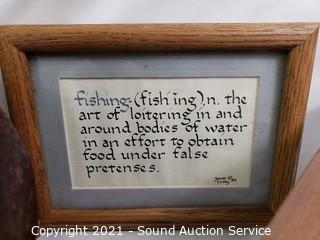 fishing-(fish'ing), n. the
art of loitering in and
around bodies of water
in an effort to obtain
food under false
pretenses.
Copyright 2021 - Sound Auction Service